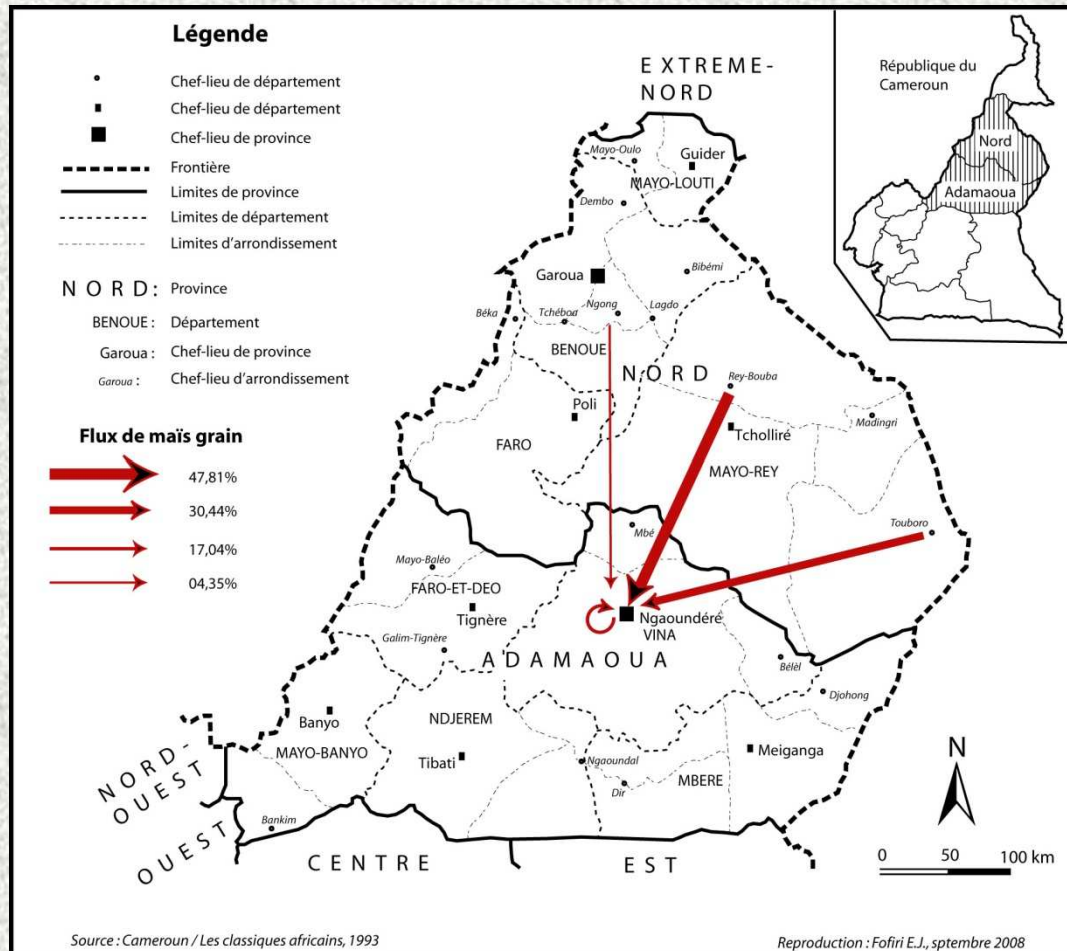 Légende
Chef-lieu de département
Chef-lieu de département
Chef-lieu de province
Frontière
Limites de province
Limites de département
Limites d'arrondissement
NORD: Province
BENOUE: Département
Garoua: Chef-lieu de province
Garoua: Chef-lieu d'arrondissement
Flux de maïs grain
47,81%
30,44%
17,04%
04,35%
République du
Cameroun
Nord
Adamaoua
EXTREME-
NORD
Mayo-Oulo
Guider
MAYO-LOUTI
Dembo
Garoua
Bibémi
Ngong
Lagdo
Béka
Tchéboa
BENOUE
NORD
Rey-Bouba
Poli
Madingri
Tcholliré
FARO
MAYO-REY
Mbé
Touboro
Mayo-Baléo
FARO-ET-DEO
Tignère
Ngaoundéré
VINA
Galim-Tignère
ADAMAOUA
Bélèl
Djohong
Banyo
NDJEREM
MAYO-BANYO
Tibati
Ngaoundal
Meiganga
MBERE
Dir
NORD-
OUEST
OUEST
Bankim
CENTRE
EST
N
0 50 100 km
Source : Cameroun / Les classiques africains, 1993
Reproduction : Fofiri E.J., sptembre 2008